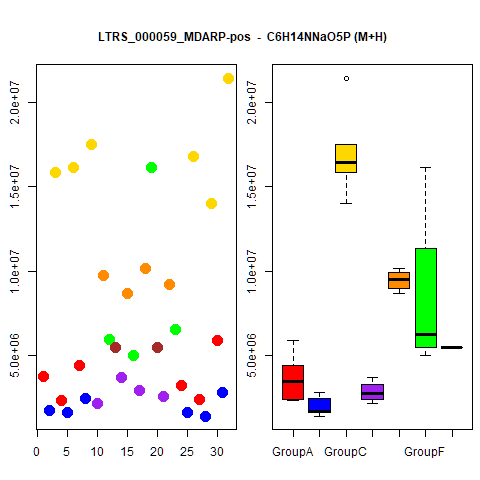 LTRS_000059_MDARP-pos - C6H14NNaO5P (M+H)
2.0e+07
1.5e+07
1.0e+07
5.0e+06
0 5 10 15 20 25 30
2.0e+07
1.5e+07
1.0e+07
5.0e+06
GroupA GroupC GroupF